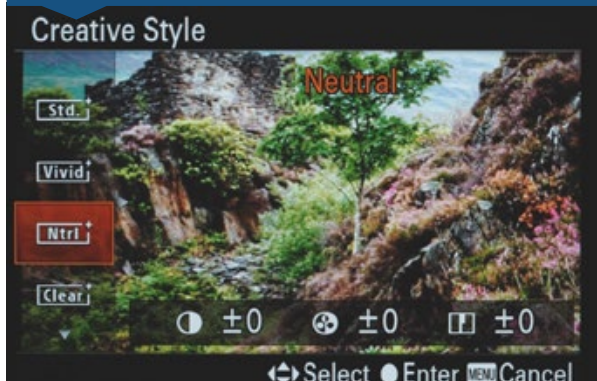 Creative Style
Neutral
Std.
Vivid
Ntrl
Clear
±0 ±0 ±0
Select Enter MENU Cancel